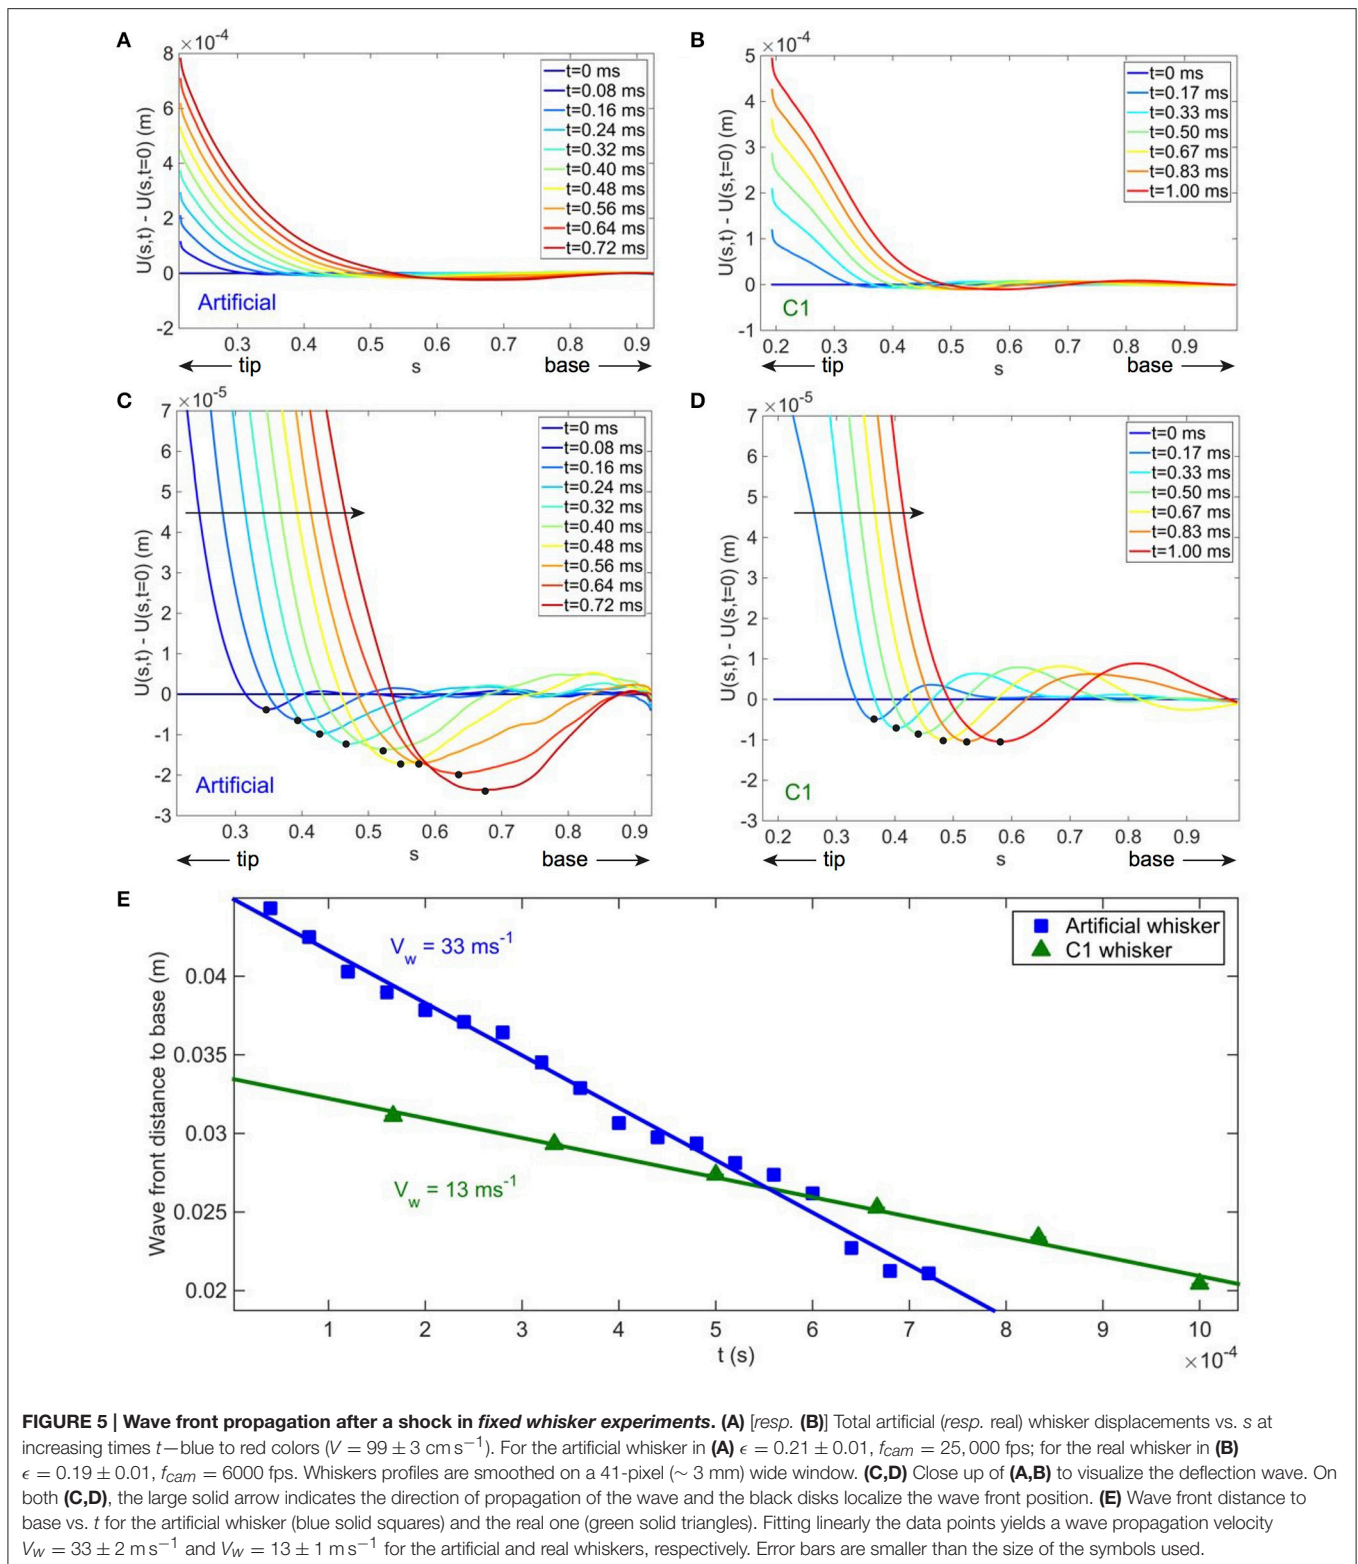 A
×10⁻⁴
8
6
4
2
0
-2
U(s,t) - U(s,t=0) (m)
t=0 ms
t=0.08 ms
t=0.16 ms
t=0.24 ms
t=0.32 ms
t=0.40 ms
t=0.48 ms
t=0.56 ms
t=0.64 ms
t=0.72 ms
Artificial
0.3 0.4 0.5 0.6 0.7 0.8 0.9
tip s base
B
×10⁻⁴
5
4
3
2
1
0
-1
U(s,t) - U(s,t=0) (m)
t=0 ms
t=0.17 ms
t=0.33 ms
t=0.50 ms
t=0.67 ms
t=0.83 ms
t=1.00 ms
C1
0.2 0.3 0.4 0.5 0.6 0.7 0.8 0.9
tip s base
C
×10⁻⁵
7
6
5
4
3
2
1
0
-1
-2
-3
U(s,t) - U(s,t=0) (m)
t=0 ms
t=0.08 ms
t=0.16 ms
t=0.24 ms
t=0.32 ms
t=0.40 ms
t=0.48 ms
t=0.56 ms
t=0.64 ms
t=0.72 ms
Artificial
0.3 0.4 0.5 0.6 0.7 0.8 0.9
tip s base
D
×10⁻⁵
7
6
5
4
3
2
1
0
-1
-2
-3
U(s,t) - U(s,t=0) (m)
t=0 ms
t=0.17 ms
t=0.33 ms
t=0.50 ms
t=0.67 ms
t=0.83 ms
t=1.00 ms
C1
0.2 0.3 0.4 0.5 0.6 0.7 0.8 0.9
tip s base
E
Wave front distance to base (m)
0.04
0.035
0.03
0.025
0.02
V_w = 33 ms⁻¹
V_w = 13 ms⁻¹
Artificial whisker
C1 whisker
1 2 3 4 5 6 7 8 9 10
t (s)
×10⁻⁴
FIGURE 5 | Wave front propagation after a shock in fixed whisker experiments. (A) [resp. (B)] Total artificial (resp. real) whisker displacements vs. s at
increasing times t—blue to red colors (V = 99 ± 3 cm s⁻¹). For the artificial whisker in (A) ϵ = 0.21 ± 0.01, f_cam = 25, 000 fps; for the real whisker in (B)
ϵ = 0.19 ± 0.01, f_cam = 6000 fps. Whiskers profiles are smoothed on a 41-pixel (∼ 3 mm) wide window. (C,D) Close up of (A,B) to visualize the deflection wave. On
both (C,D), the large solid arrow indicates the direction of propagation of the wave and the black disks localize the wave front position. (E) Wave front distance to
base vs. t for the artificial whisker (blue solid squares) and the real one (green solid triangles). Fitting linearly the data points yields a wave propagation velocity
V_W = 33 ± 2 m s⁻¹ and V_W = 13 ± 1 m s⁻¹ for the artificial and real whiskers, respectively. Error bars are smaller than the size of the symbols used.